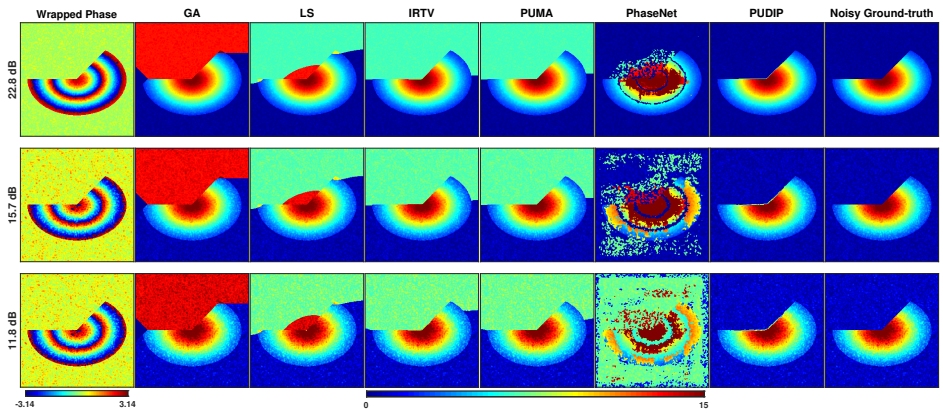 Wrapped Phase GA LS IRTV PUMA PhaseNet PUDIP Noisy Ground-truth
22.8 dB
15.7 dB
11.8 dB
-3.14 3.14 0 15